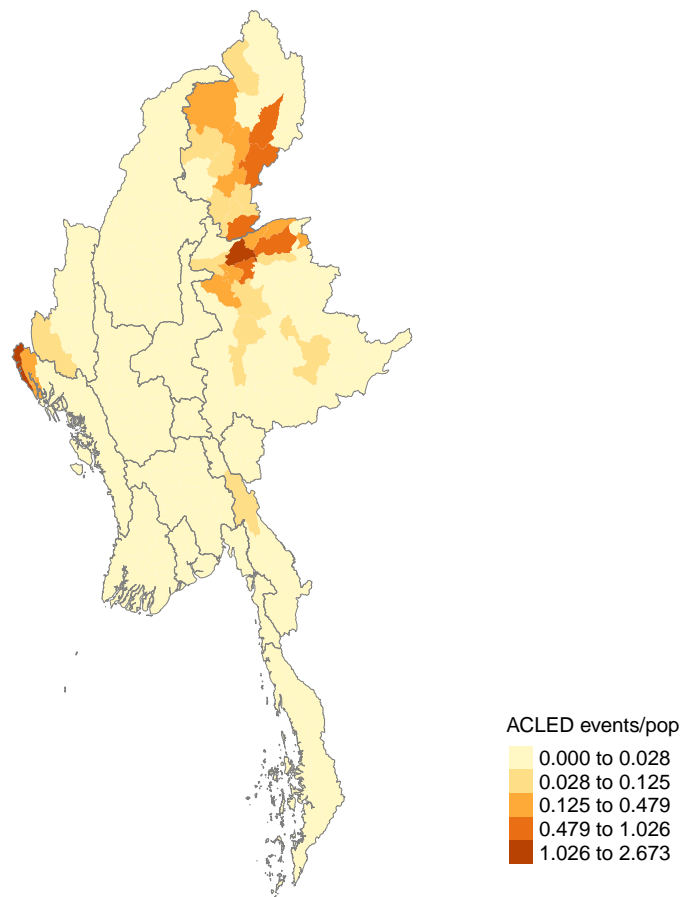 ACLED events/pop
0.000 to 0.028
0.028 to 0.125
0.125 to 0.479
0.479 to 1.026
1.026 to 2.673